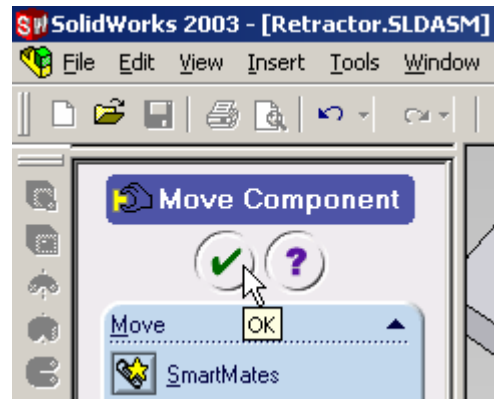 SolidWorks 2003 - [Retractor.SLDASM]
File Edit View Insert Tools Window
Move Component
?
OK
Move
SmartMates